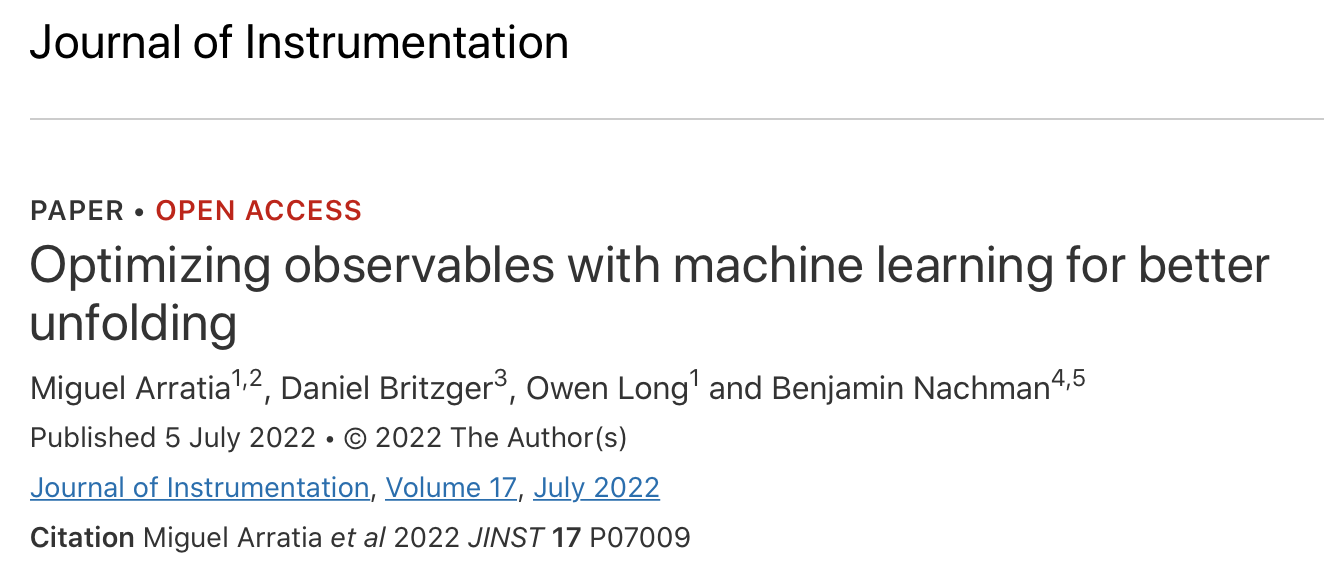 Journal of Instrumentation
PAPER • OPEN ACCESS
Optimizing observables with machine learning for better
unfolding
Miguel Arratia1,2, Daniel Britzger3, Owen Long1 and Benjamin Nachman4,5
Published 5 July 2022 • © 2022 The Author(s)
Journal of Instrumentation, Volume 17, July 2022
Citation Miguel Arratia et al 2022 JINST 17 P07009